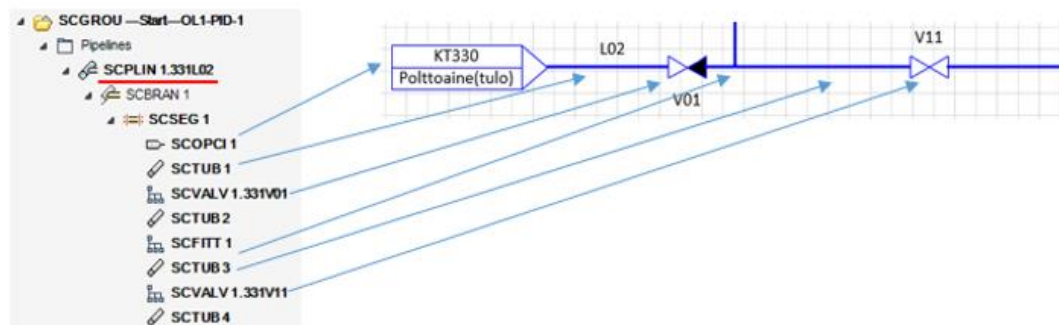 SCGROU —Start—OL1-PID-1
Pipelines
SCPLIN 1.331L02
SCBRAN 1
SCSEG 1
SCOPCI 1
SCTUB 1
SCVALV 1.331V01
SCTUB 2
SCFITT 1
SCTUB 3
SCVALV 1.331V11
SCTUB 4
KT330
Polttoaine(tulo)
L02
V01
V11